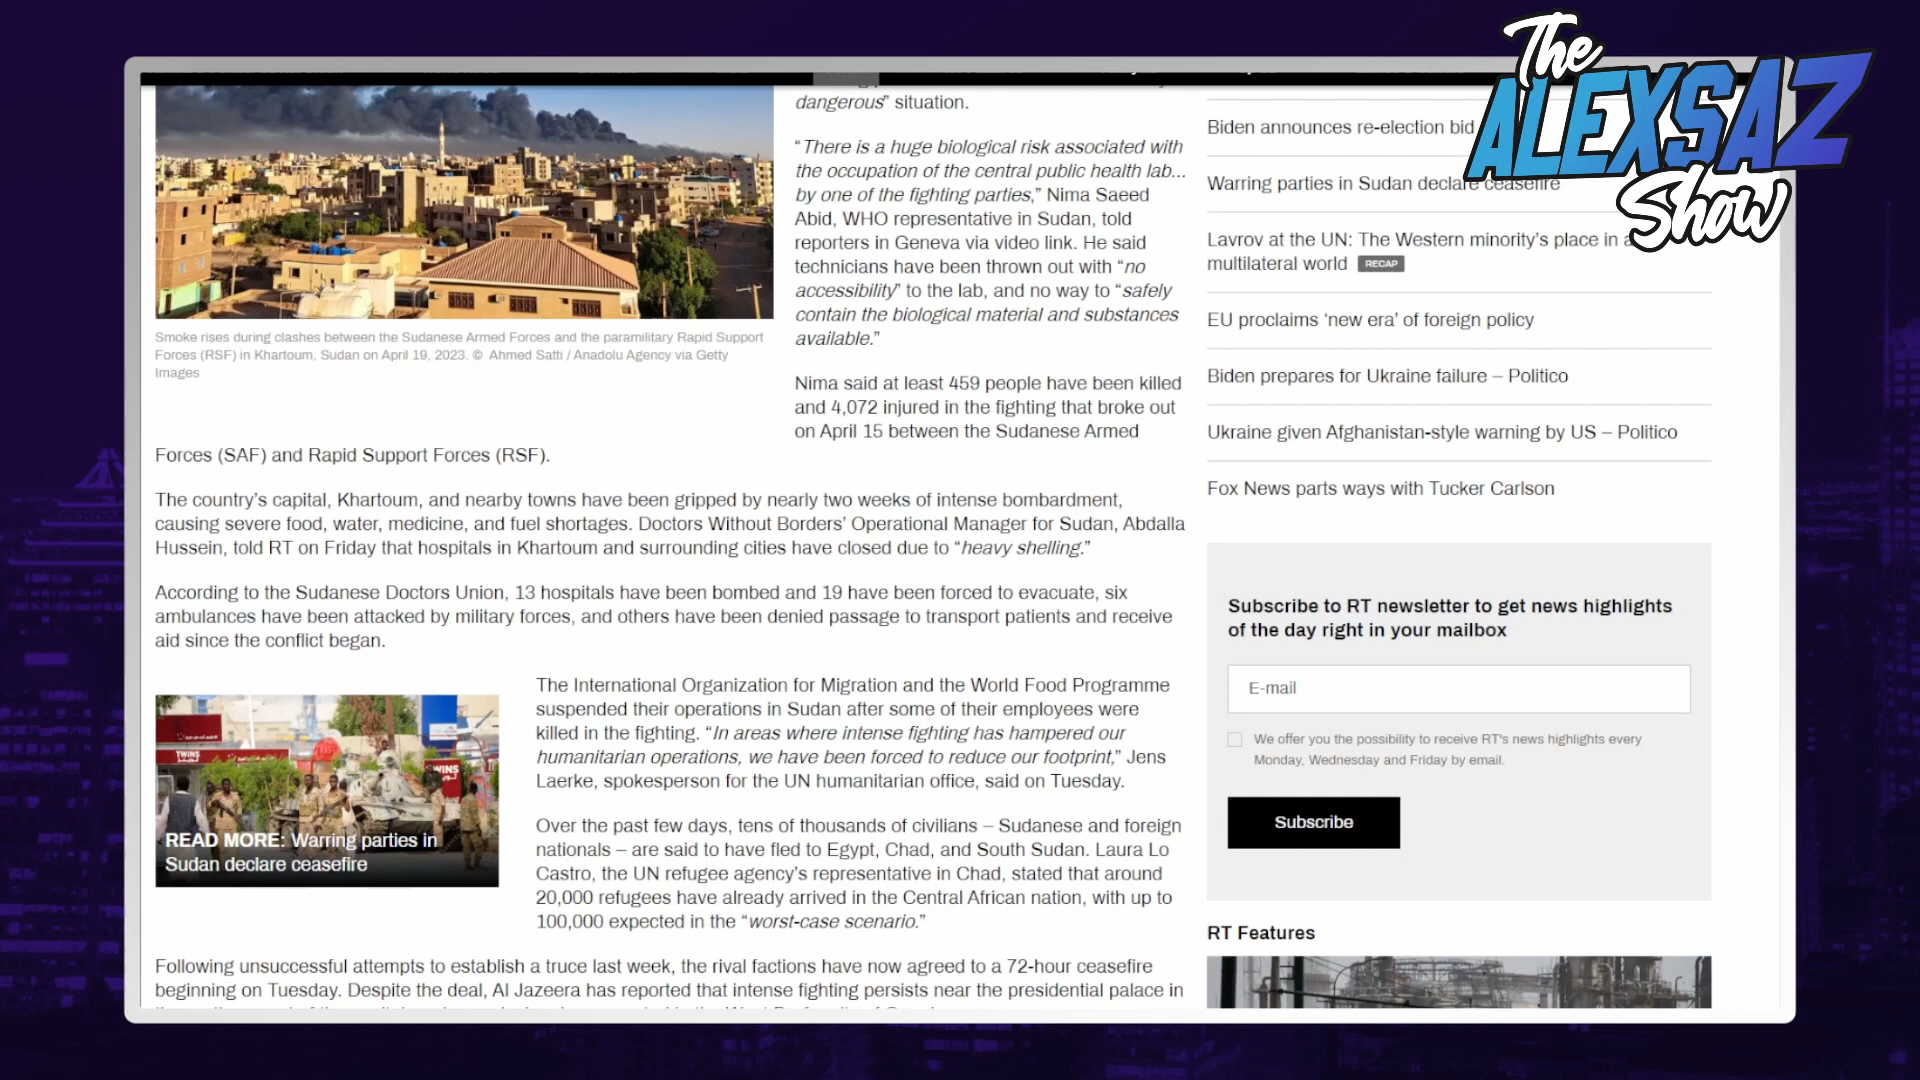 The
ALEXSAZ
Show
dangerous” situation.
“There is a huge biological risk associated with
the occupation of the central public health lab...
by one of the fighting parties,” Nima Saeed
Abid, WHO representative in Sudan, told
reporters in Geneva via video link. He said
technicians have been thrown out with “no
accessibility” to the lab, and no way to “safely
contain the biological material and substances
available.”
Smoke rises during clashes between the Sudanese Armed Forces and the paramilitary Rapid Support
Forces (RSF) in Khartoum, Sudan on April 19, 2023. © Ahmed Satti / Anadolu Agency via Getty
Images
Nima said at least 459 people have been killed
and 4,072 injured in the fighting that broke out
on April 15 between the Sudanese Armed
Forces (SAF) and Rapid Support Forces (RSF).
The country’s capital, Khartoum, and nearby towns have been gripped by nearly two weeks of intense bombardment,
causing severe food, water, medicine, and fuel shortages. Doctors Without Borders’ Operational Manager for Sudan, Abdalla
Hussein, told RT on Friday that hospitals in Khartoum and surrounding cities have closed due to “heavy shelling.”
According to the Sudanese Doctors Union, 13 hospitals have been bombed and 19 have been forced to evacuate, six
ambulances have been attacked by military forces, and others have been denied passage to transport patients and receive
aid since the conflict began.
TWINS
WINS
READ MORE: Warring parties in
Sudan declare ceasefire
The International Organization for Migration and the World Food Programme
suspended their operations in Sudan after some of their employees were
killed in the fighting. “In areas where intense fighting has hampered our
humanitarian operations, we have been forced to reduce our footprint,” Jens
Laerke, spokesperson for the UN humanitarian office, said on Tuesday.
Over the past few days, tens of thousands of civilians – Sudanese and foreign
nationals – are said to have fled to Egypt, Chad, and South Sudan. Laura Lo
Castro, the UN refugee agency’s representative in Chad, stated that around
20,000 refugees have already arrived in the Central African nation, with up to
100,000 expected in the “worst-case scenario.”
Following unsuccessful attempts to establish a truce last week, the rival factions have now agreed to a 72-hour ceasefire
beginning on Tuesday. Despite the deal, Al Jazeera has reported that intense fighting persists near the presidential palace in
Biden announces re-election bid
Warring parties in Sudan declare ceasefire
Lavrov at the UN: The Western minority’s place in a
multilateral world RECAP
EU proclaims ‘new era’ of foreign policy
Biden prepares for Ukraine failure – Politico
Ukraine given Afghanistan-style warning by US – Politico
Fox News parts ways with Tucker Carlson
Subscribe to RT newsletter to get news highlights
of the day right in your mailbox
E-mail
We offer you the possibility to receive RT's news highlights every
Monday, Wednesday and Friday by email.
Subscribe
RT Features